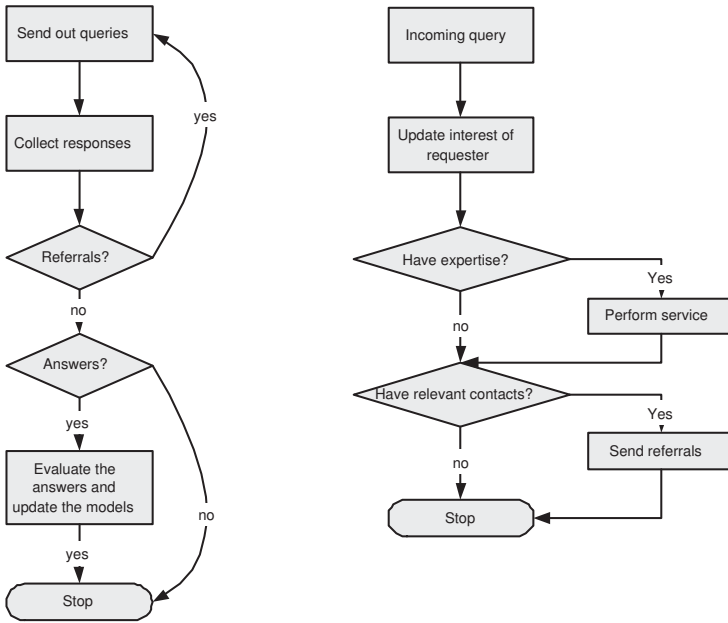 Send out queries
yes
Collect responses
Referrals?
no
Answers?
yes
Evaluate the
answers and
update the models
no
yes
Stop
Incoming query
Update interest of
requester
Have expertise?
Yes
Perform service
no
Have relevant contacts?
Yes
Send referrals
no
Stop